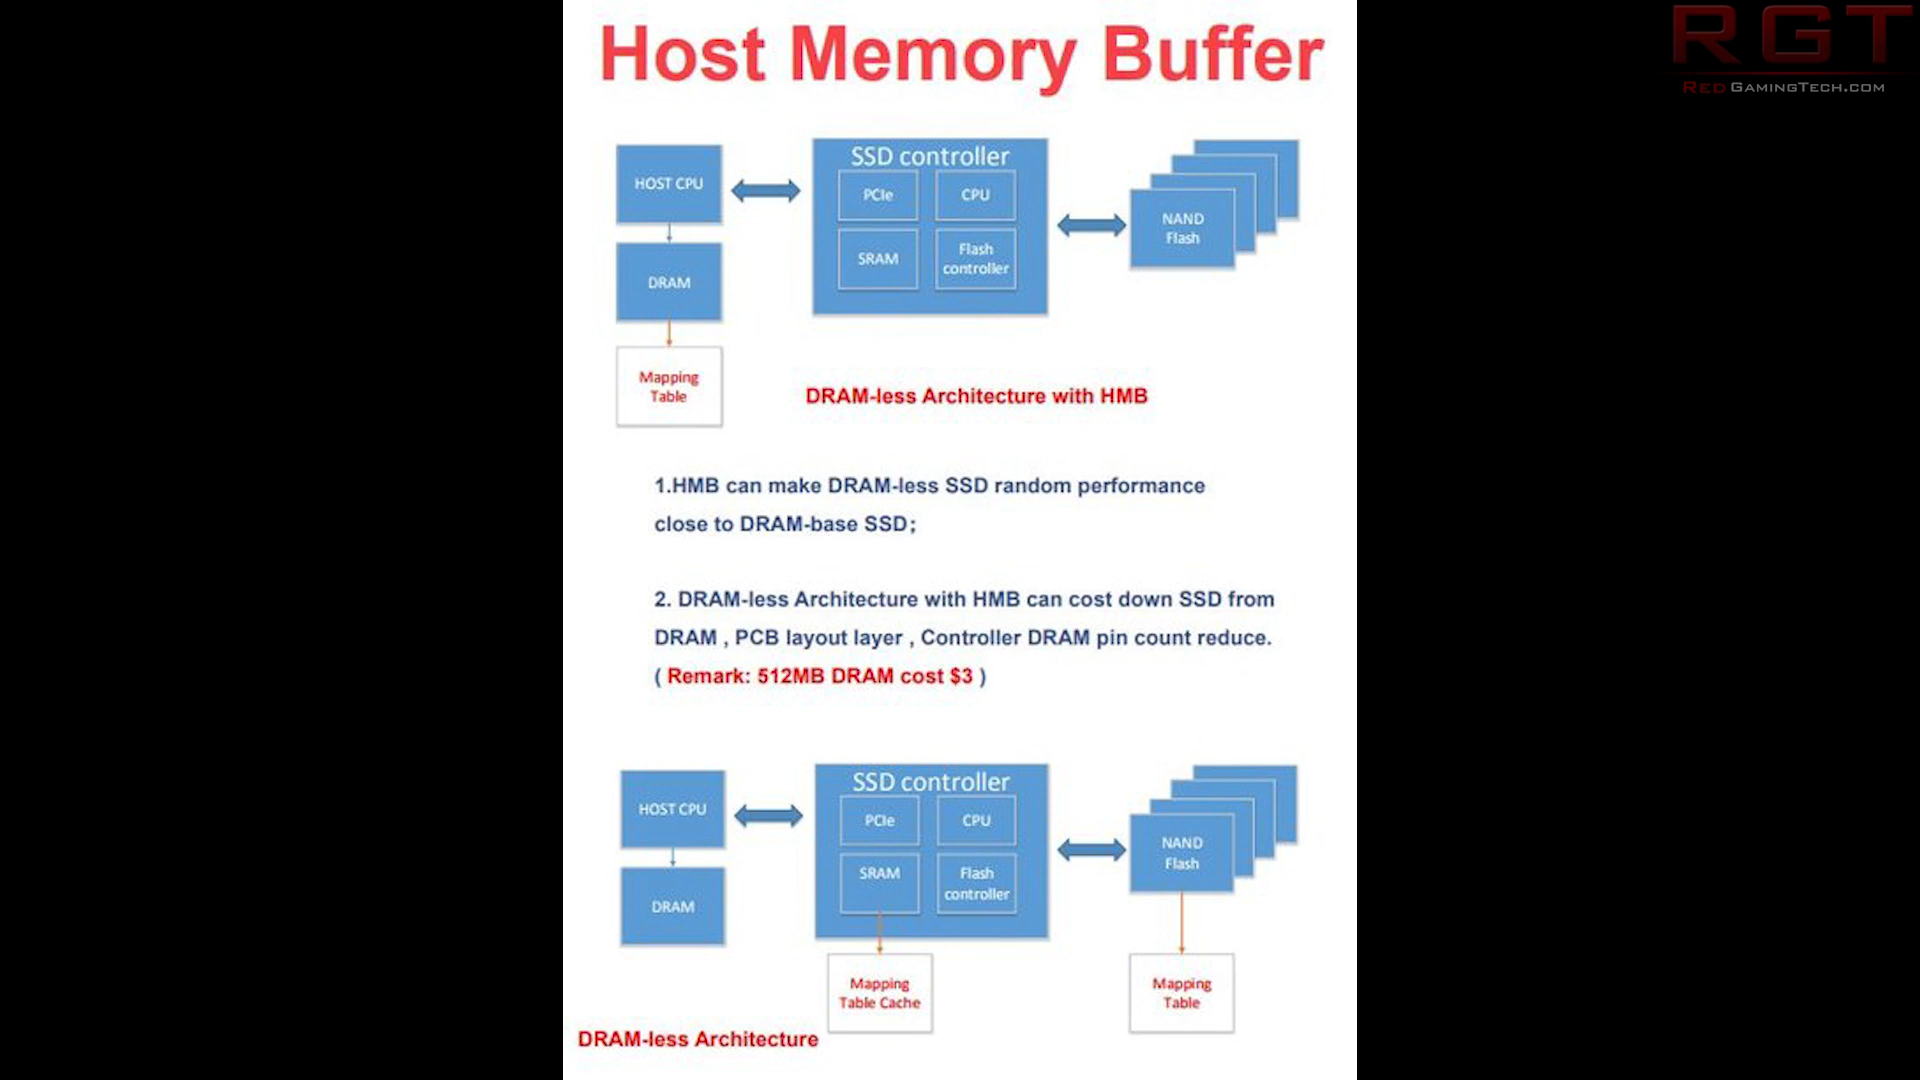 Host Memory Buffer
RGT
RedGamingTech.com
HOST CPU
DRAM
Mapping
Table
SSD controller
PCIe
CPU
SRAM
Flash
controller
NAND
Flash
DRAM-less Architecture with HMB
1.HMB can make DRAM-less SSD random performance
close to DRAM-base SSD;
2. DRAM-less Architecture with HMB can cost down SSD from
DRAM , PCB layout layer , Controller DRAM pin count reduce.
( Remark: 512MB DRAM cost $3 )
HOST CPU
DRAM
SSD controller
PCIe
CPU
SRAM
Flash
controller
Mapping
Table Cache
NAND
Flash
Mapping
Table
DRAM-less Architecture